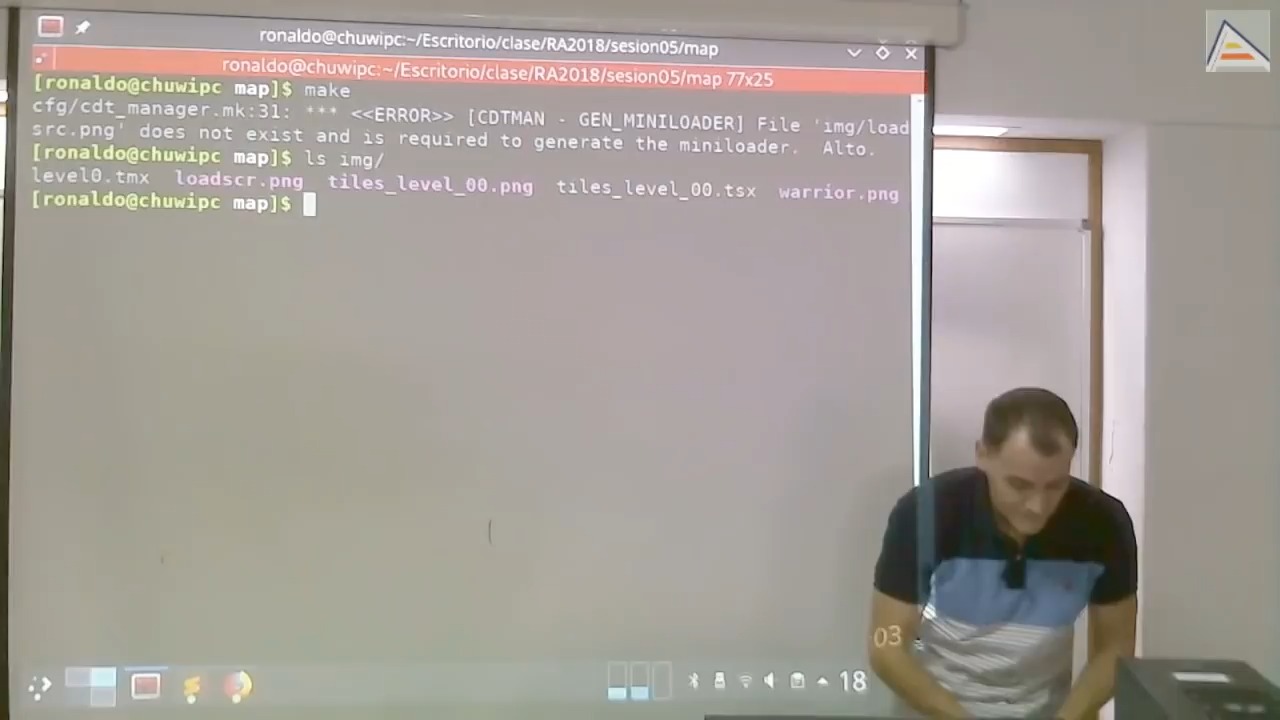 ronaldo@chuwipc:~/Escritorio/clase/RA2018/sesion05/map
ronaldo@chuwipc:~/Escritorio/clase/RA2018/sesion05/map 77x25
[ronaldo@chuwipc map]$ make
cfg/cdt_manager.mk:31: *** <<ERROR>> [CDTMAN - GEN_MINILOADER] File 'img/load
src.png' does not exist and is required to generate the miniloader.  Alto.
[ronaldo@chuwipc map]$ ls img/
level0.tmx  loadscr.png  tiles_level_00.png  tiles_level_00.tsx  warrior.png
[ronaldo@chuwipc map]$
18
03